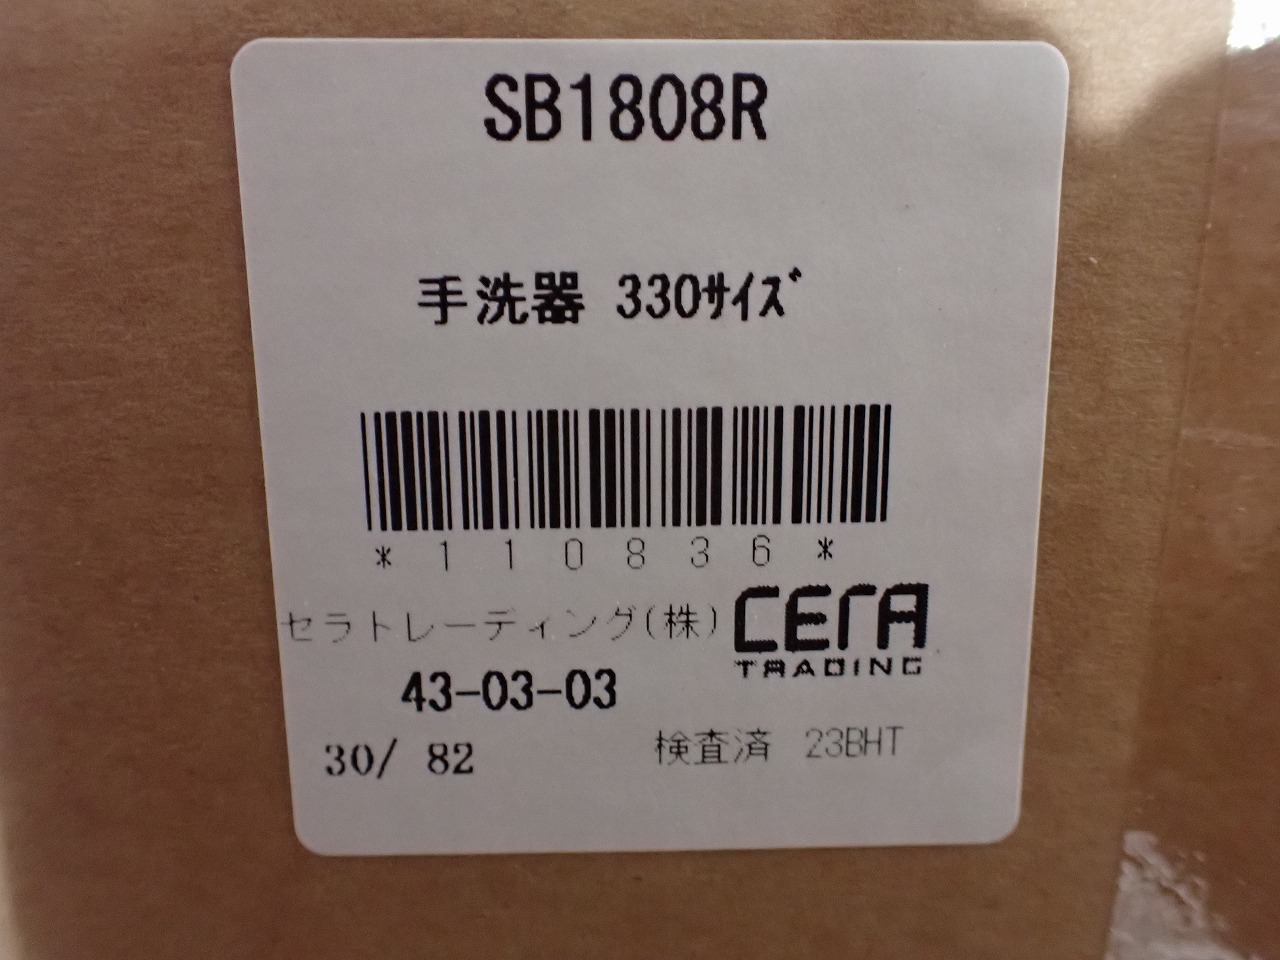 SB1808R
手洗器 330ｻｲｽﾞ
*110836*
セラトレーディング(株) CERA TRADING
43-03-03
30/ 82 検査済 23BHT